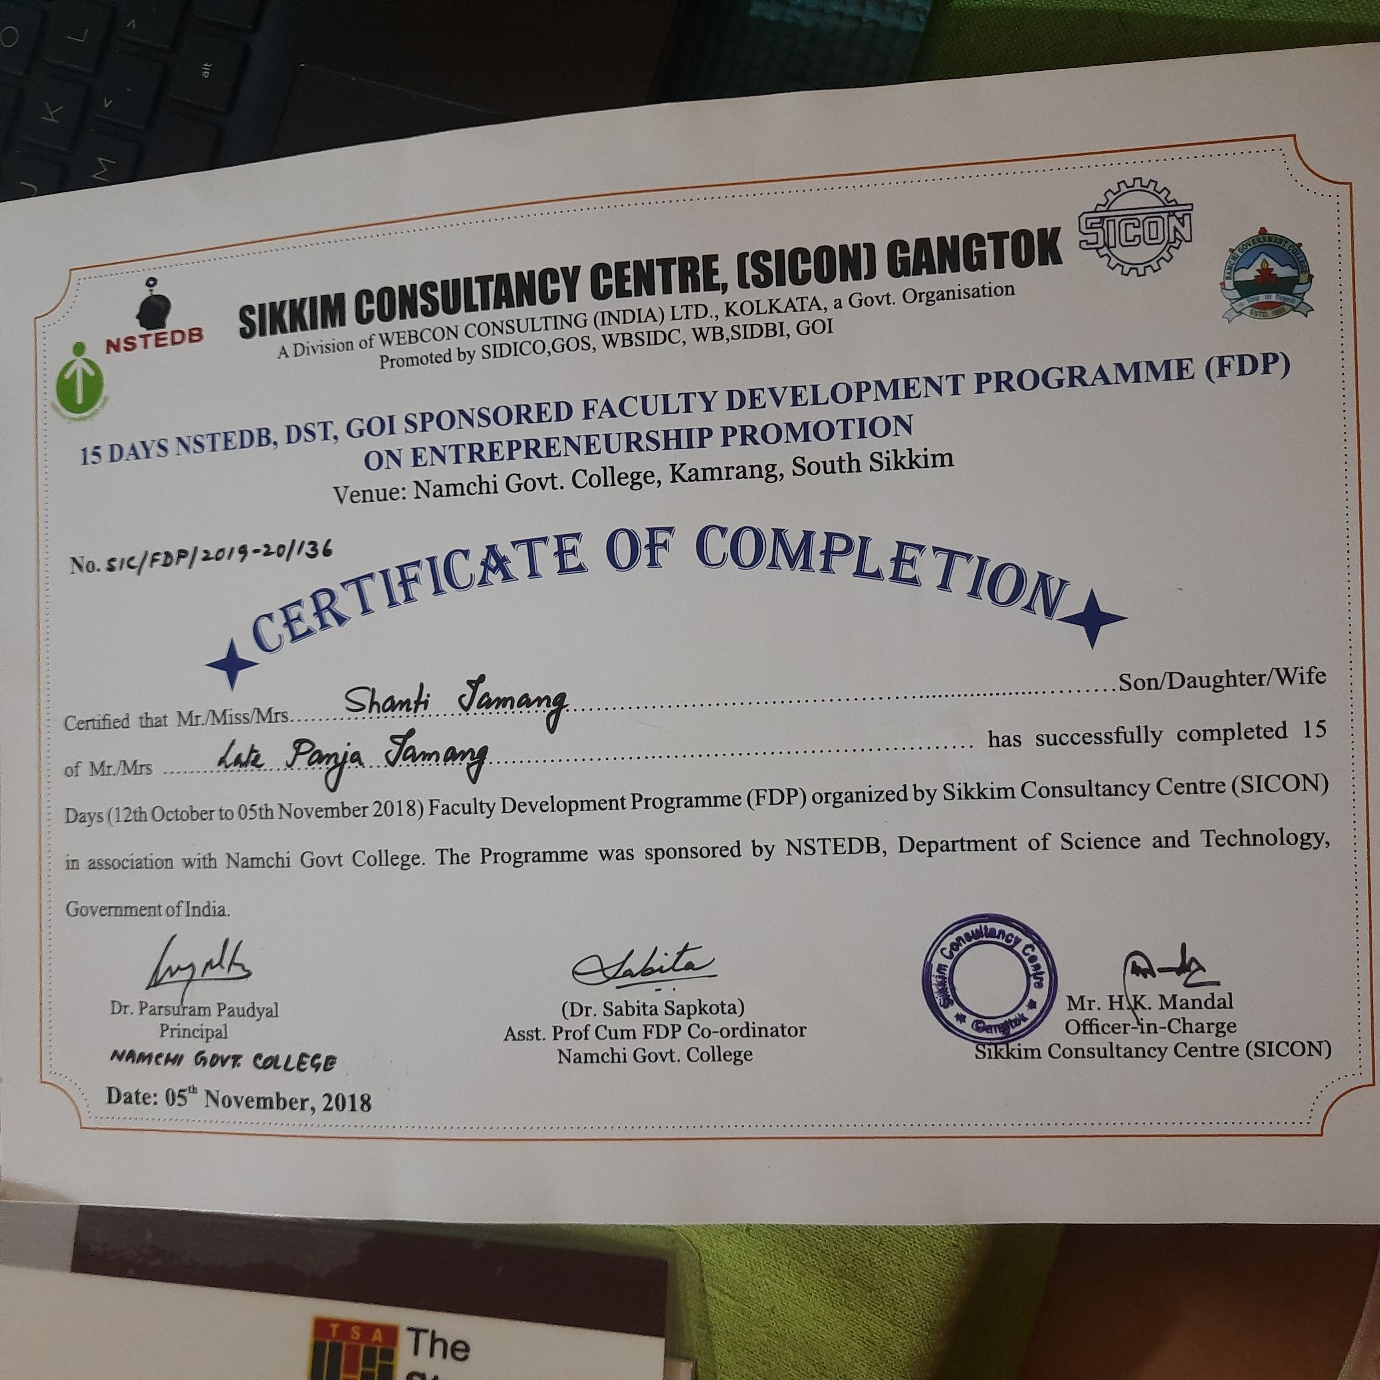 O
L
K
alt
J
M
SICON
NSTEDB
NAMCHI GOVERNMENT COLLEGE
SIKKIM CONSULTANCY CENTRE, (SICON) GANGTOK
A Division of WEBCON CONSULTING (INDIA) LTD., KOLKATA, a Govt. Organisation
Promoted by SIDICO,GOS, WBSIDC, WB,SIDBI, GOI
15 DAYS NSTEDB, DST, GOI SPONSORED FACULTY DEVELOPMENT PROGRAMME (FDP)
ON ENTREPRENEURSHIP PROMOTION
Venue: Namchi Govt. College, Kamrang, South Sikkim
No. SIC/FDP/2019-20/136
CERTIFICATE OF COMPLETION
Certified that Mr./Miss/Mrs. Shanti Tamang Son/Daughter/Wife
of Mr./Mrs Late Panja Tamang has successfully completed 15
Days (12th October to 05th November 2018) Faculty Development Programme (FDP) organized by Sikkim Consultancy Centre (SICON)
in association with Namchi Govt College. The Programme was sponsored by NSTEDB, Department of Science and Technology,
Government of India.
Sabita
Sikkim Consultancy Centre
Gangtok
Dr. Parsuram Paudyal
Principal
NAMCHI GOVT. COLLEGE
(Dr. Sabita Sapkota)
Asst. Prof Cum FDP Co-ordinator
Namchi Govt. College
Mr. H.K. Mandal
Officer-in-Charge
Sikkim Consultancy Centre (SICON)
Date: 05th November, 2018
TSA
The